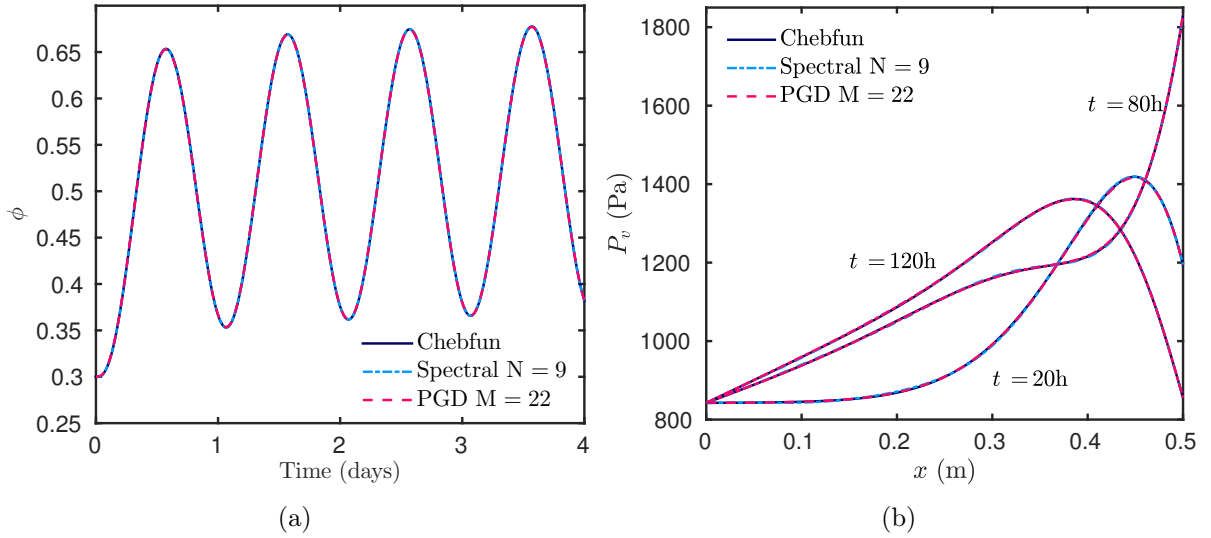 0.65
0.6
0.55
0.5
0.45
0.4
0.35
0.3
0.25
ϕ
Chebfun
Spectral N = 9
PGD M = 22
0
1
2
3
4
Time (days)
(a)
1800
1600
1400
1200
1000
800
P_v (Pa)
Chebfun
Spectral N = 9
PGD M = 22
t = 80h
t = 120h
t = 20h
0
0.1
0.2
0.3
0.4
0.5
x (m)
(b)